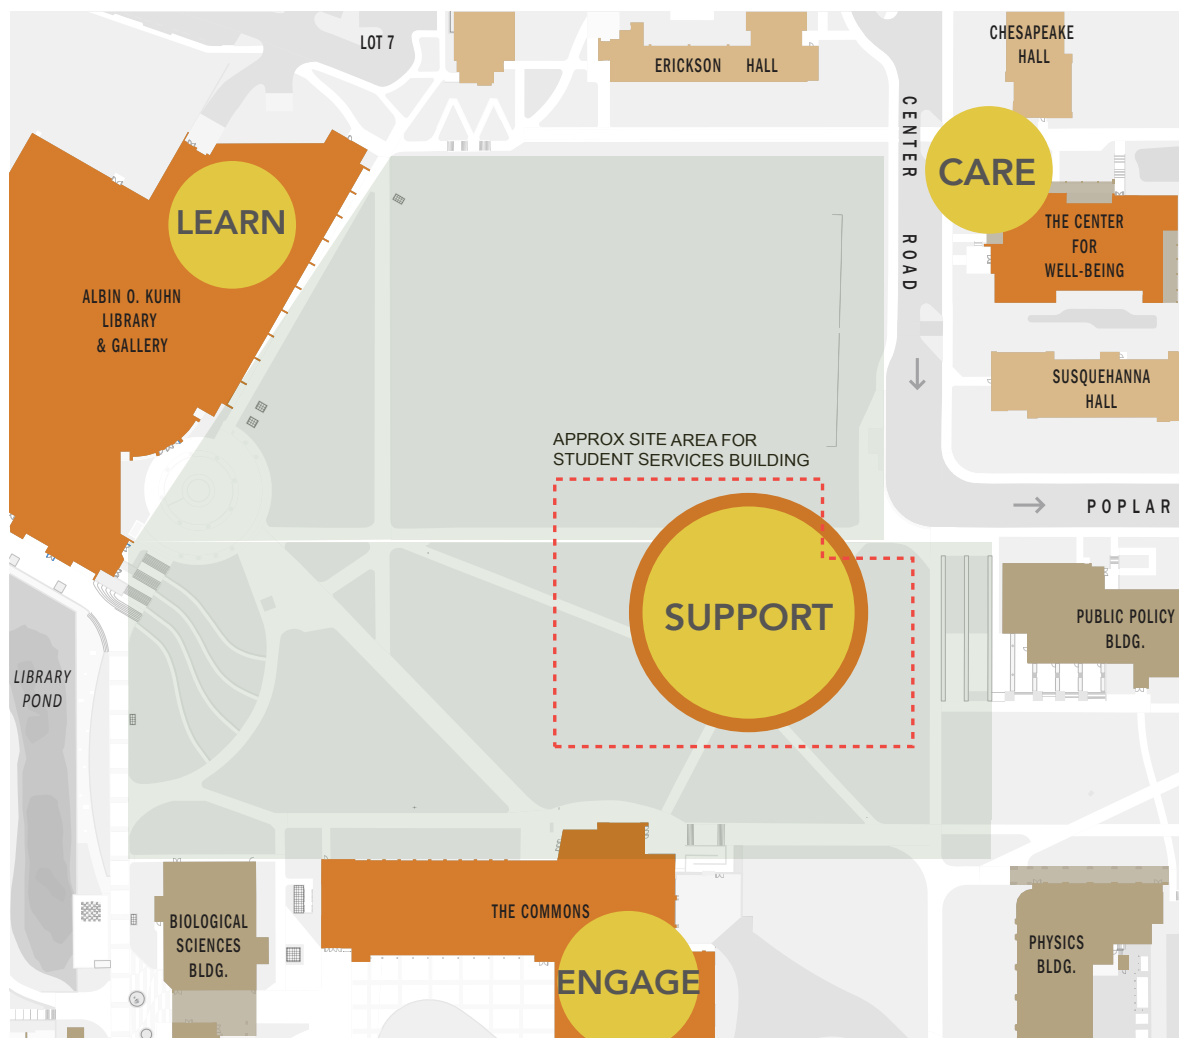 LOT 7
ERICKSON HALL
CHESAPEAKE
HALL
CENTER ROAD
CARE
LEARN
THE CENTER
FOR
WELL-BEING
ALBIN O. KUHN
LIBRARY
& GALLERY
SUSQUEHANNA
HALL
APPROX SITE AREA FOR
STUDENT SERVICES BUILDING
POPLAR
SUPPORT
PUBLIC POLICY
BLDG.
LIBRARY
POND
THE COMMONS
BIOLOGICAL
SCIENCES
BLDG.
PHYSICS
BLDG.
ENGAGE